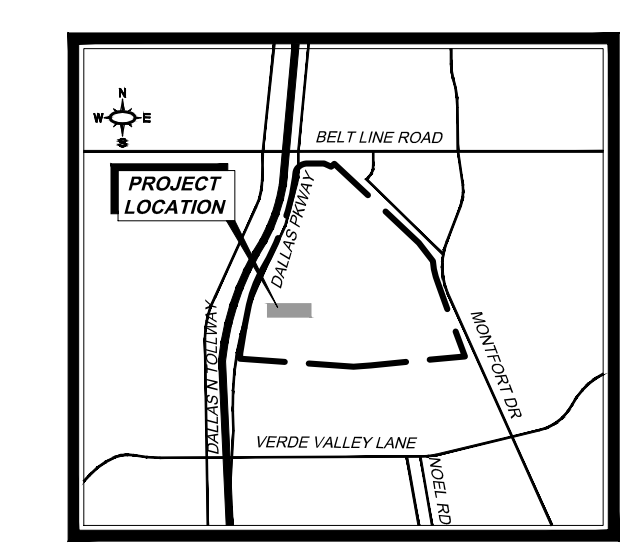 N
W E
S
BELT LINE ROAD
PROJECT
LOCATION
DALLAS PKWAY
DALLAS N TOLLWAY
MONTFORT DR
VERDE VALLEY LANE
NOEL RD